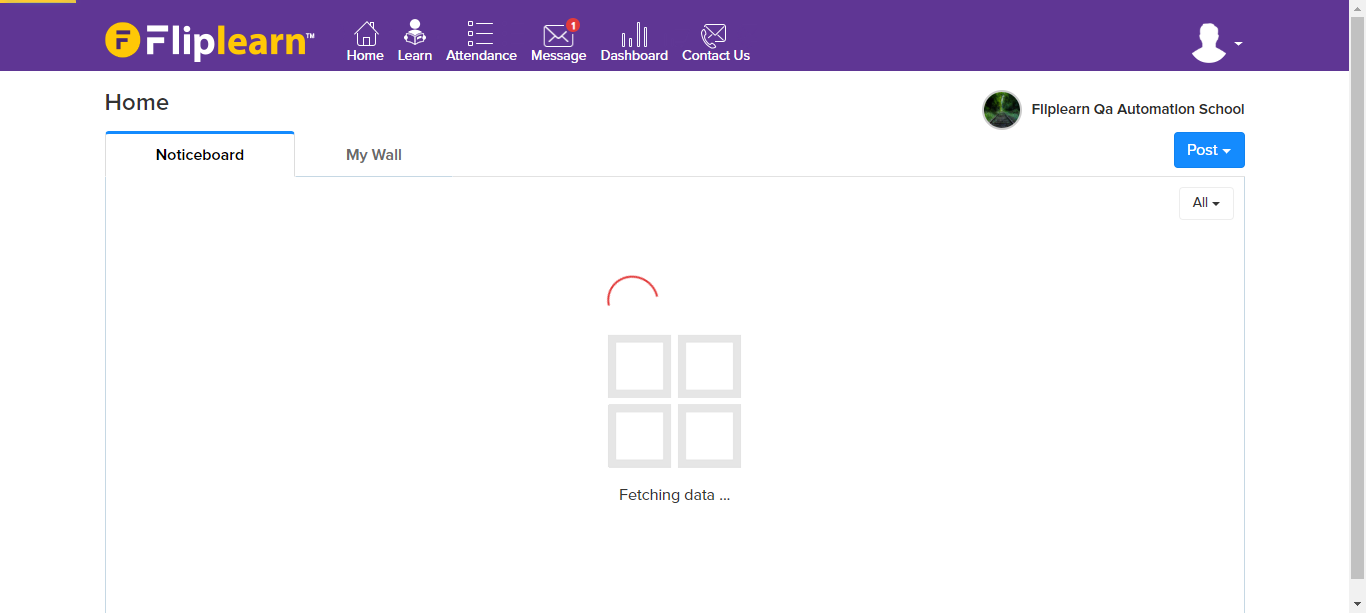 Fliplearn™
1
Home Learn Attendance Message Dashboard Contact Us
Home
Fliplearn Qa Automation School
Noticeboard My Wall
Post
All
Fetching data ...